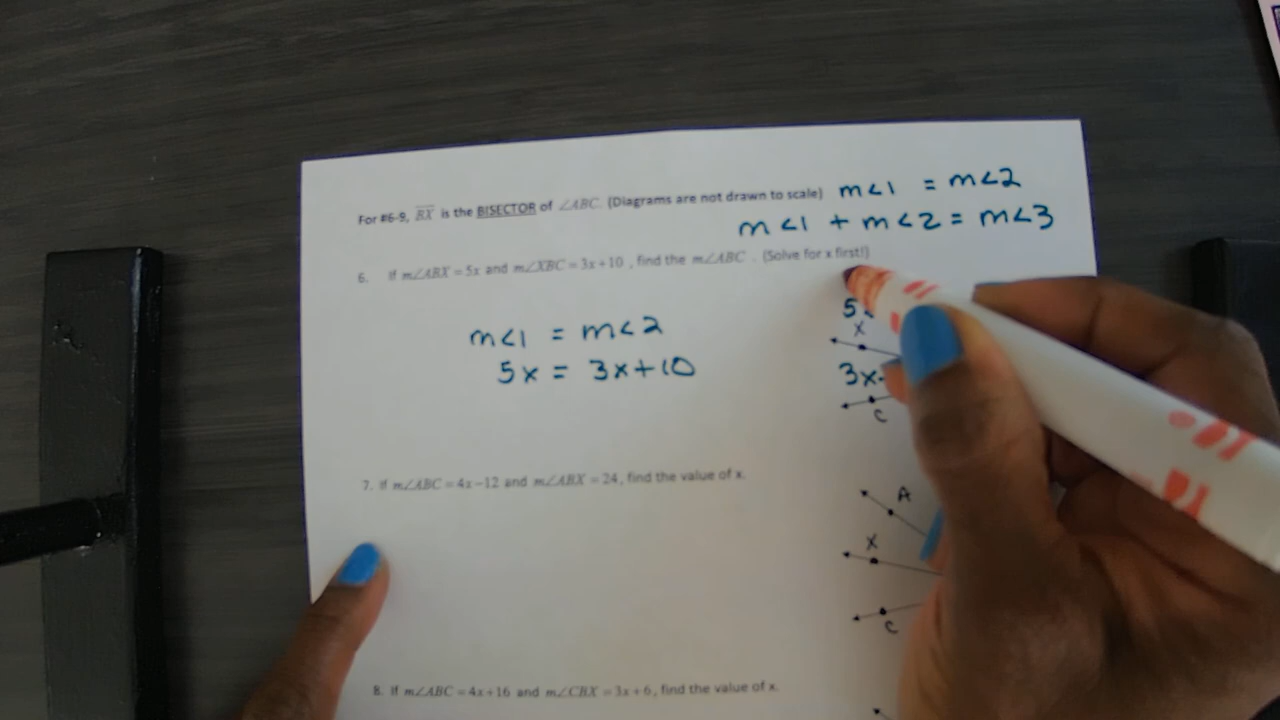 For #6-9, BX is the BISECTOR of ∠ABC. (Diagrams are not drawn to scale) m∠1 = m∠2
m∠1 + m∠2 = m∠3
6. If m∠ABX = 5x and m∠XBC = 3x+10, find the m∠ABC. (Solve for x first!)
5
m∠1 = m∠2
X
5x = 3x+10
3x
C
7. If m∠ABC = 4x−12 and m∠ABX = 24, find the value of x.
A
X
C
8. If m∠ABC = 4x+16 and m∠CBX = 3x+6, find the value of x.